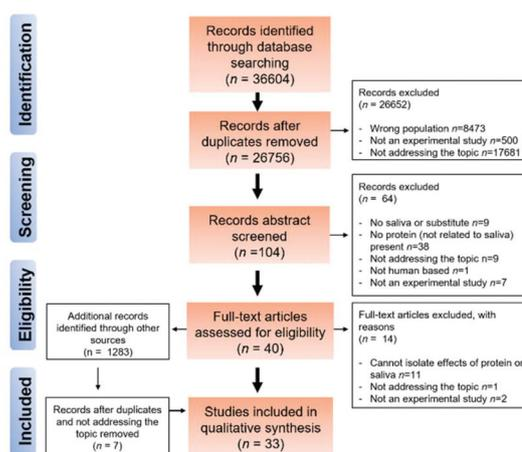 Identification
Records identified
through database
searching
(n = 36604)
Records after
duplicates removed
(n = 26756)
Records excluded
(n = 26652)
- Wrong population n=8473
- Not an experimental study n=500
- Not addressing the topic n=17681
Screening
Records abstract
screened
(n =104)
Records excluded
(n = 64)
- No saliva or substitute n=9
- No protein (not related to saliva)
present n=38
- Not addressing the topic n=9
- Not human based n=1
- Not an experimental study n=7
Eligibility
Additional records
identified through other
sources
(n = 1283)
Full-text articles
assessed for eligibility
(n = 40)
Full-text articles excluded, with
reasons
(n = 14)
- Cannot isolate effects of protein or
saliva n=11
- Not addressing the topic n=1
- Not an experimental study n=2
Included
Records after duplicates
and not addressing the
topic removed
(n = 7)
Studies included in
qualitative synthesis
(n = 33)